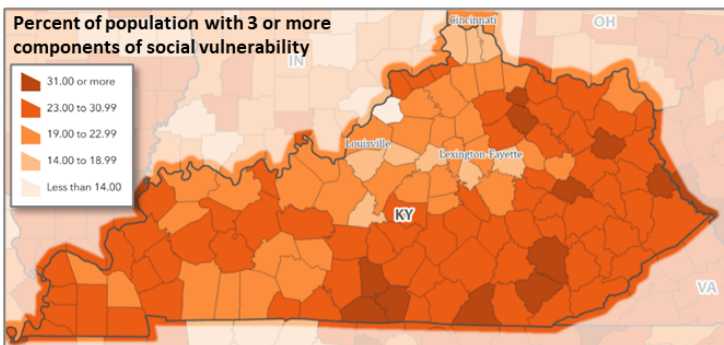 Percent of population with 3 or more
components of social vulnerability
31.00 or more
23.00 to 30.99
19.00 to 22.99
14.00 to 18.99
Less than 14.00
Cincinnati
OH
IN
Louisville
Lexington-Fayette
KY
VA